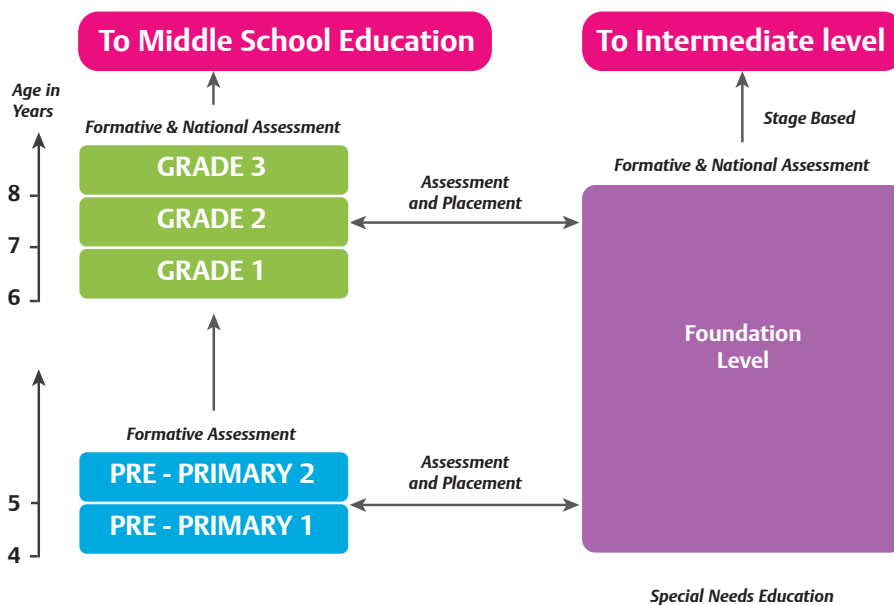 To Middle School Education
To Intermediate level
Age in
Years
Stage Based
Formative & National Assessment
Formative & National Assessment
GRADE 3
Assessment
and Placement
8
GRADE 2
7
GRADE 1
6
Foundation
Level
Formative Assessment
PRE - PRIMARY 2
Assessment
and Placement
5
PRE - PRIMARY 1
4
Special Needs Education